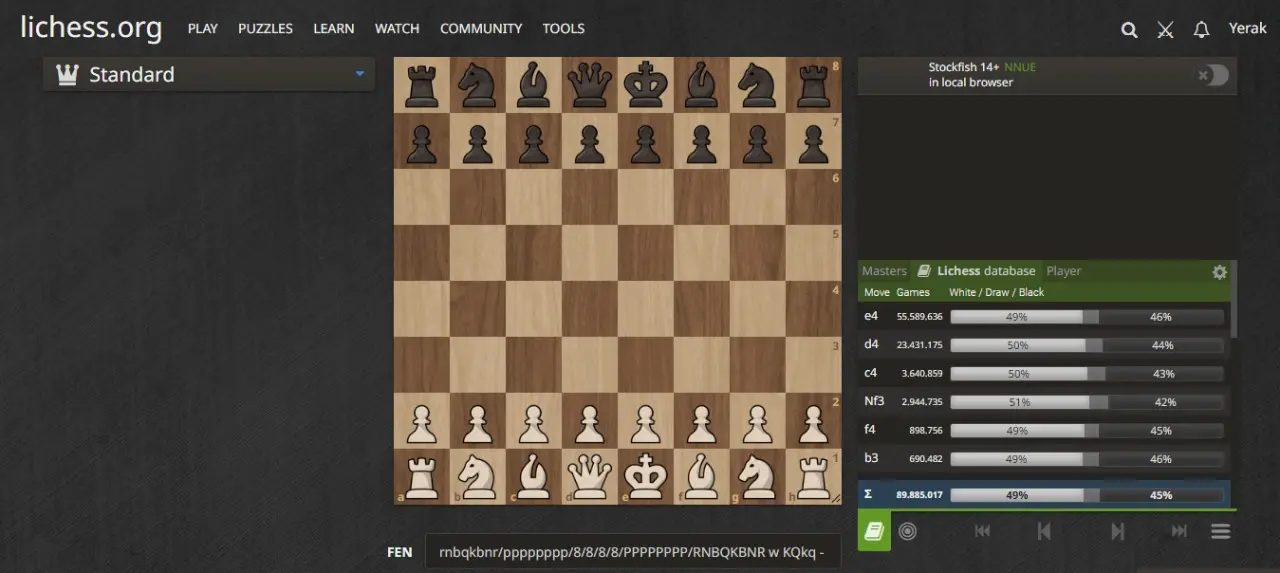 lichess.org PLAY PUZZLES LEARN WATCH COMMUNITY TOOLS Yerak
Standard
Stockfish 14+ NNUE
in local browser
8
7
6
5
4
3
2
1
a b c d e f g h
Masters Lichess database Player
Move Games White / Draw / Black
e4 55.589.636 49% 46%
d4 23.431.175 50% 44%
c4 3.640.859 50% 43%
Nf3 2.944.735 51% 42%
f4 898.756 49% 45%
b3 690.482 49% 46%
Σ 89.885.017 49% 45%
FEN rnbqkbnr/pppppppp/8/8/8/8/PPPPPPPP/RNBQKBNR w KQkq -